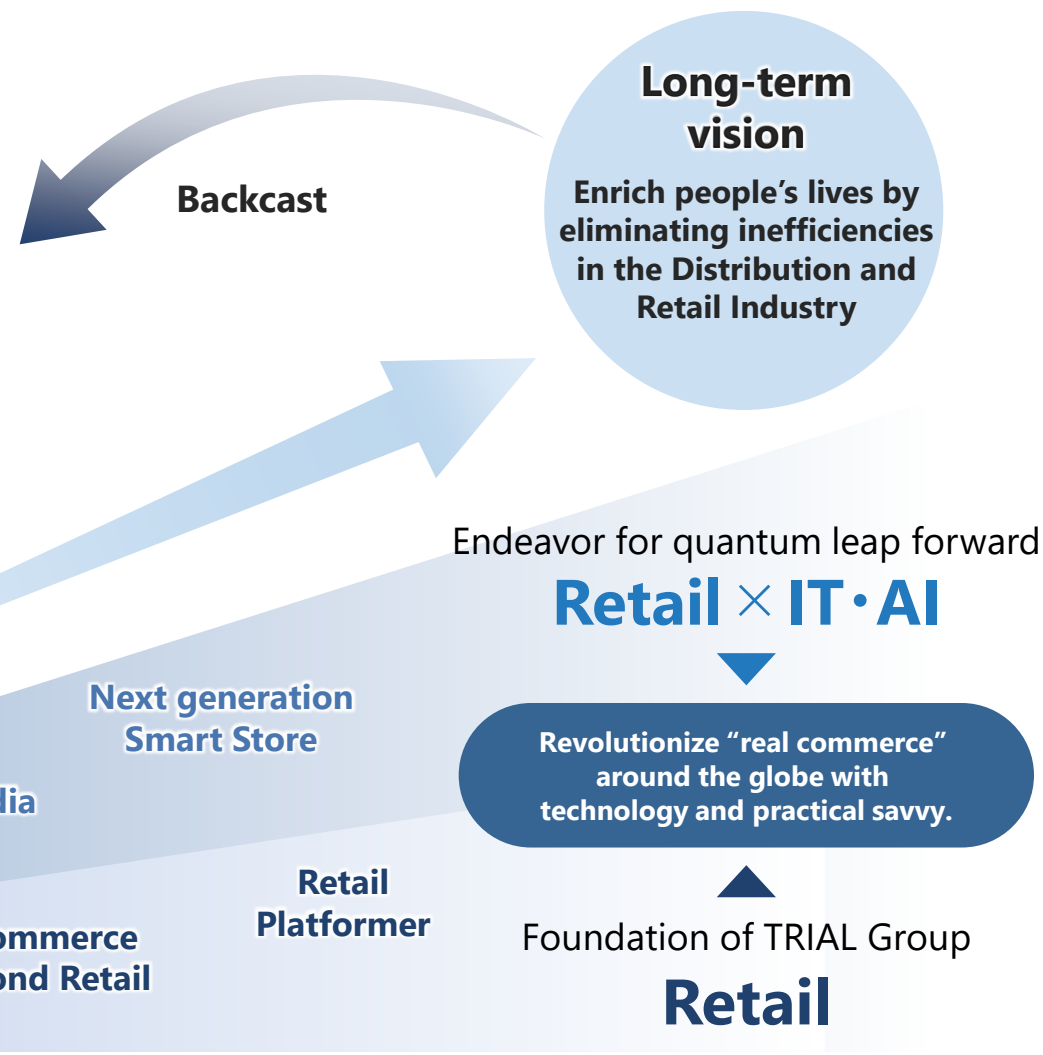 Long-term
vision
Backcast
Enrich people’s lives by
eliminating inefficiencies
in the Distribution and
Retail Industry
Endeavor for quantum leap forward
Retail × IT・AI
Next generation
Smart Store
Revolutionize “real commerce”
around the globe with
technology and practical savvy.
Retail
Platformer
Retail
Foundation of TRIAL Group
Retail